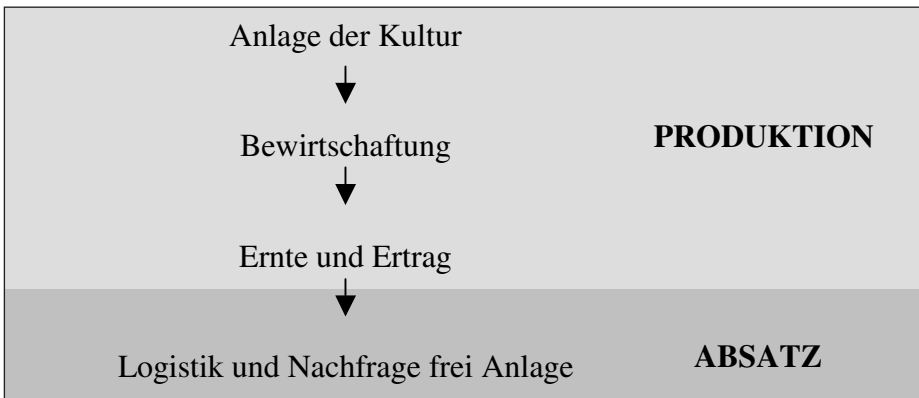 Anlage der Kultur
Bewirtschaftung
PRODUKTION
Ernte und Ertrag
Logistik und Nachfrage frei Anlage
ABSATZ